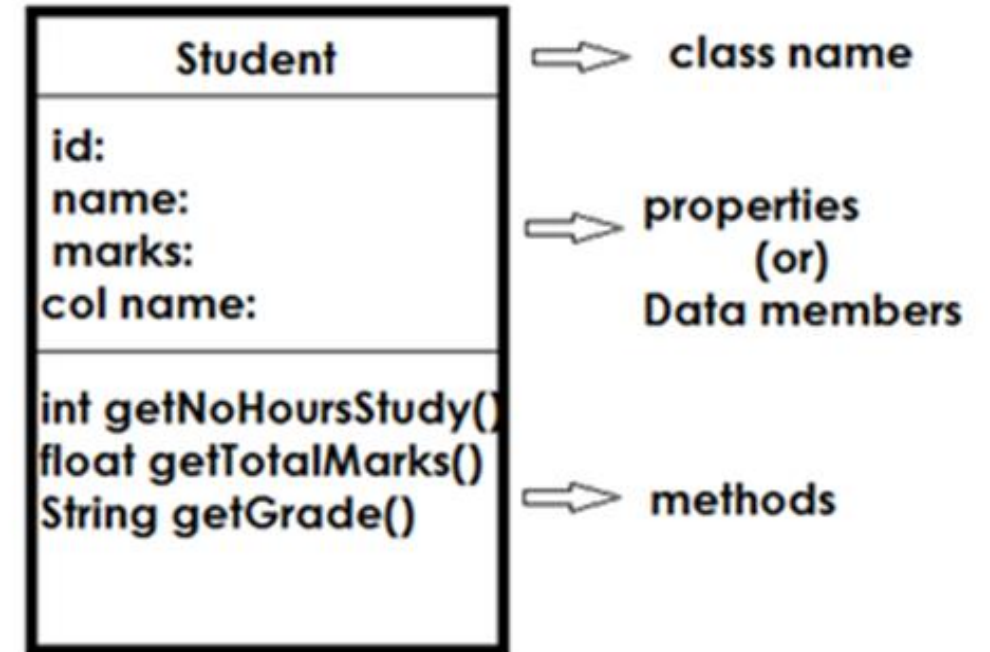 Student
class name
id:
name:
marks:
col name:
properties
(or)
Data members
int getNoHoursStudy()
float getTotalMarks()
String getGrade()
methods